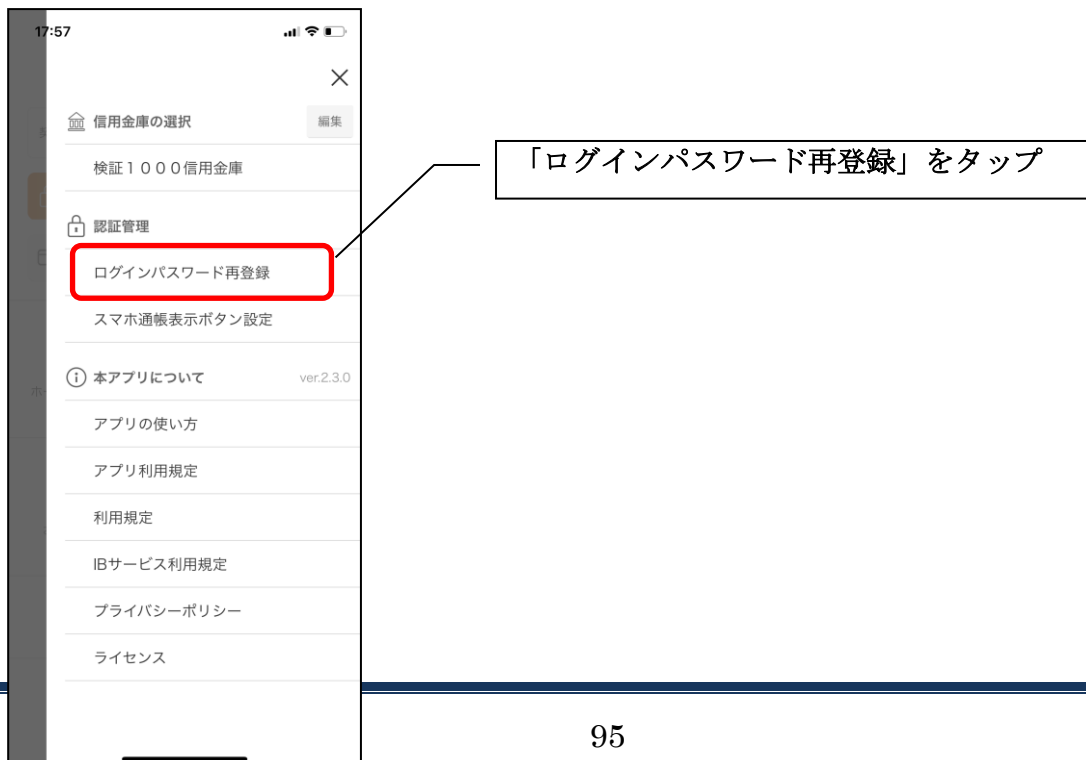 17:57
信用金庫の選択 編集
検証1000信用金庫
「ログインパスワード再登録」をタップ
認証管理
ログインパスワード再登録
スマホ通帳表示ボタン設定
本アプリについて ver.2.3.0
アプリの使い方
アプリ利用規定
利用規定
IBサービス利用規定
プライバシーポリシー
ライセンス
95